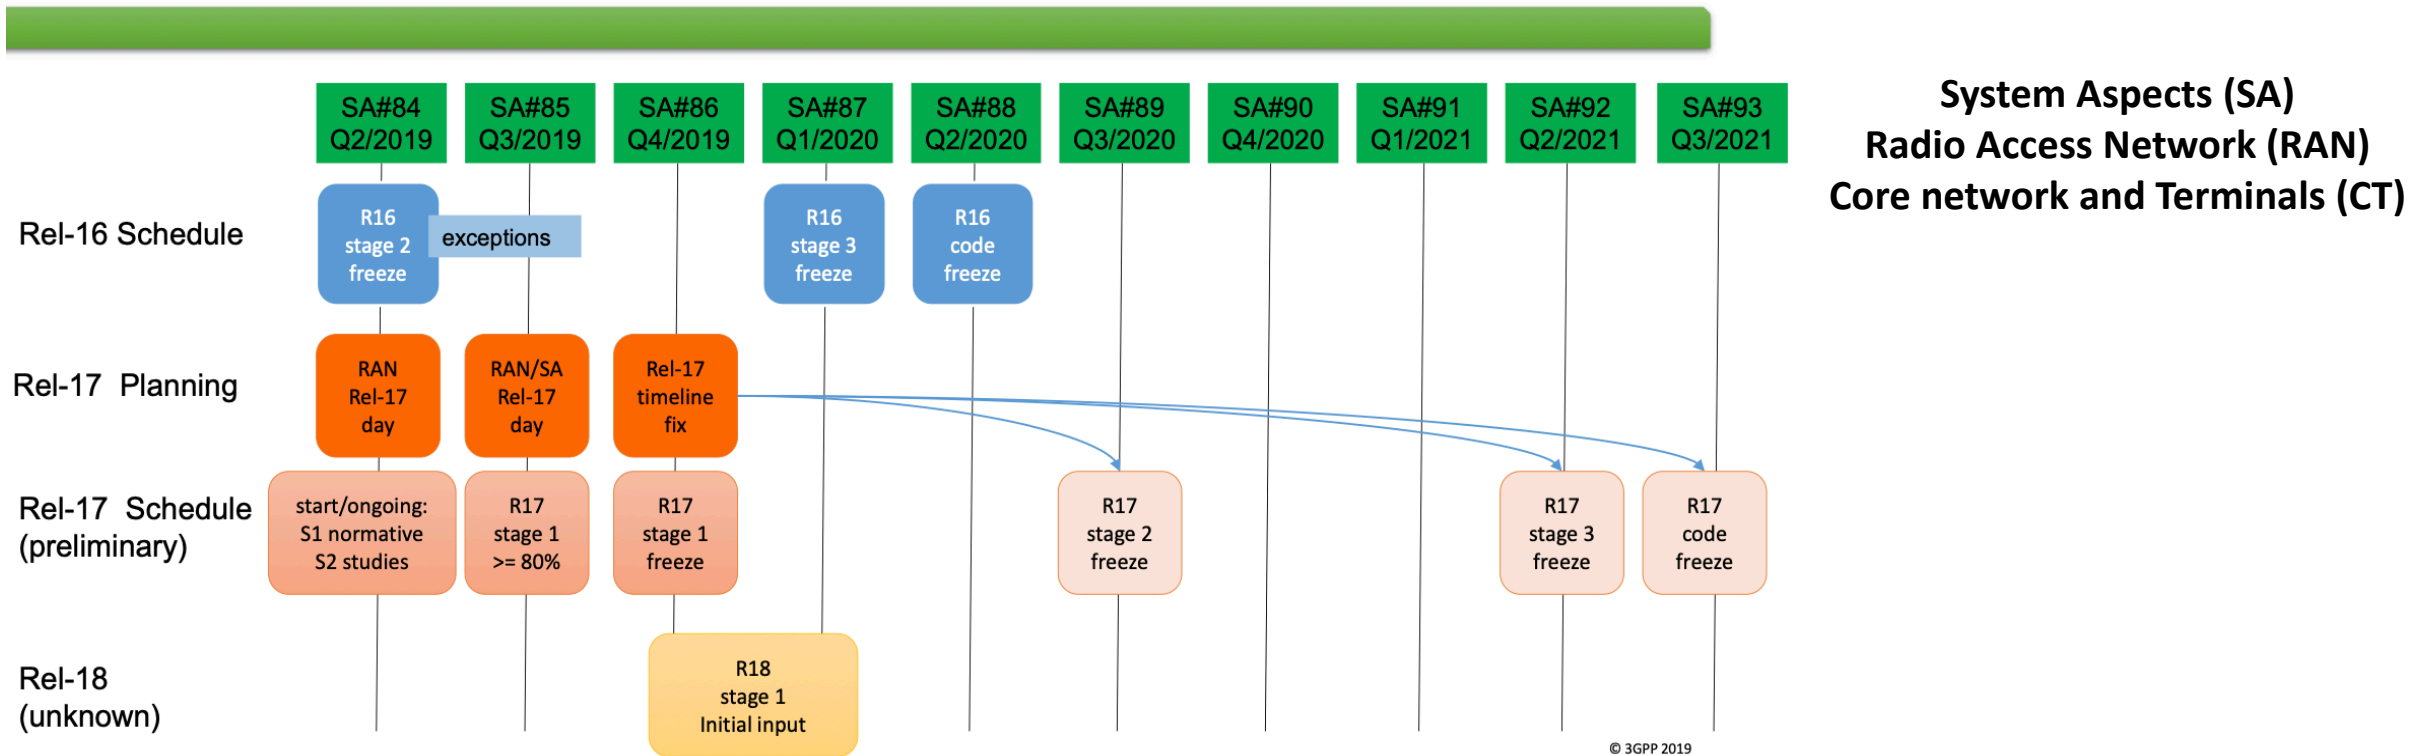 SA#84
Q2/2019
SA#85
Q3/2019
SA#86
Q4/2019
SA#87
Q1/2020
SA#88
Q2/2020
SA#89
Q3/2020
SA#90
Q4/2020
SA#91
Q1/2021
SA#92
Q2/2021
SA#93
Q3/2021
System Aspects (SA)
Radio Access Network (RAN)
Core network and Terminals (CT)
Rel-16 Schedule
R16
stage 2
freeze
exceptions
R16
stage 3
freeze
R16
code
freeze
Rel-17 Planning
RAN
Rel-17
day
RAN/SA
Rel-17
day
Rel-17
timeline
fix
Rel-17 Schedule
(preliminary)
start/ongoing:
S1 normative
S2 studies
R17
stage 1
>= 80%
R17
stage 1
freeze
R17
stage 2
freeze
R17
stage 3
freeze
R17
code
freeze
Rel-18
(unknown)
R18
stage 1
Initial input
© 3GPP 2019